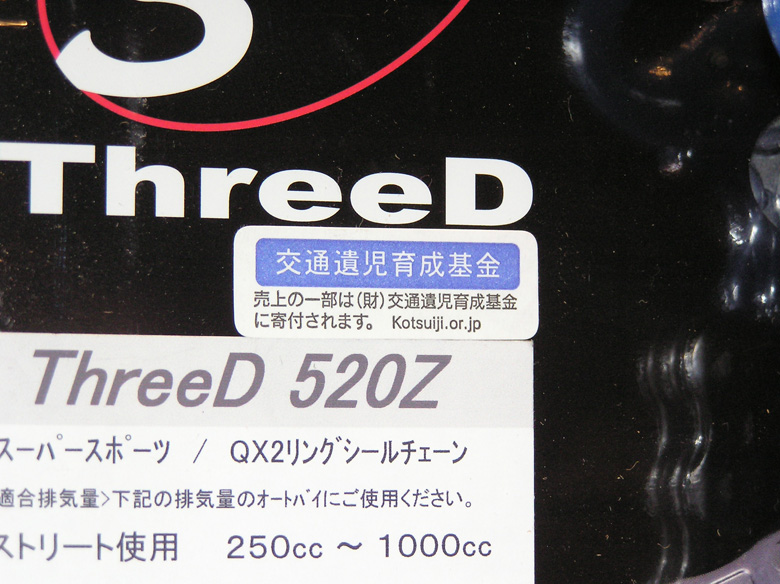 3
ThreeD
交通遺児育成基金
売上の一部は(財)交通遺児育成基金
に寄付されます。 Kotsuiji.or.jp
ThreeD 520Z
スーパースポーツ / QX2リングシールチェーン
適合排気量>下記の排気量のオートバイにご使用ください。
ストリート使用 250cc ~ 1000cc